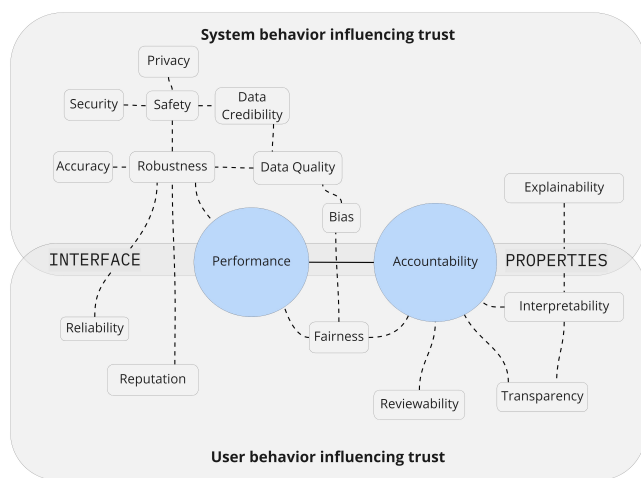 System behavior influencing trust
Privacy
Security
Safety
Data
Credibility
Accuracy
Robustness
Data Quality
Explainability
Bias
INTERFACE
Performance
Accountability
PROPERTIES
Interpretability
Reliability
Fairness
Reputation
Reviewability
Transparency
User behavior influencing trust